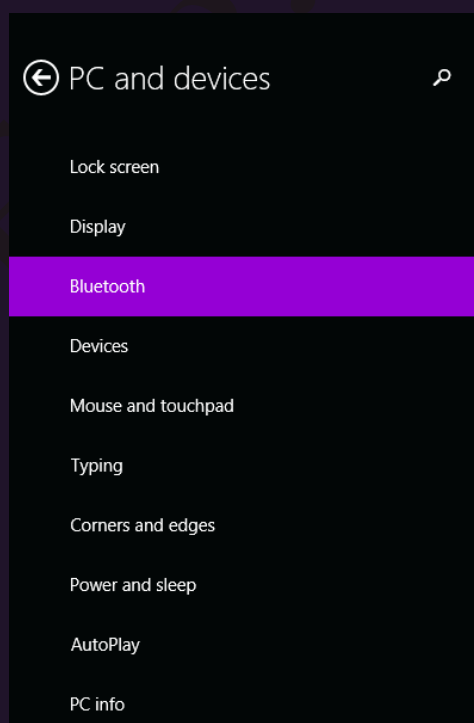 PC and devices
Lock screen
Display
Bluetooth
Devices
Mouse and touchpad
Typing
Corners and edges
Power and sleep
AutoPlay
PC info